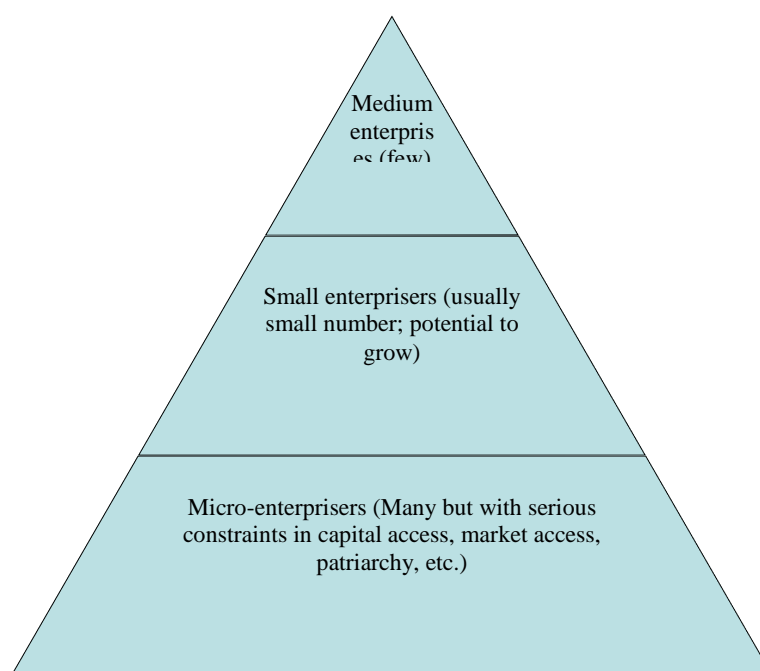 Medium
enterpris
es (few)
Small enterprisers (usually
small number; potential to
grow)
Micro-enterprisers (Many but with serious
constraints in capital access, market access,
patriarchy, etc.)